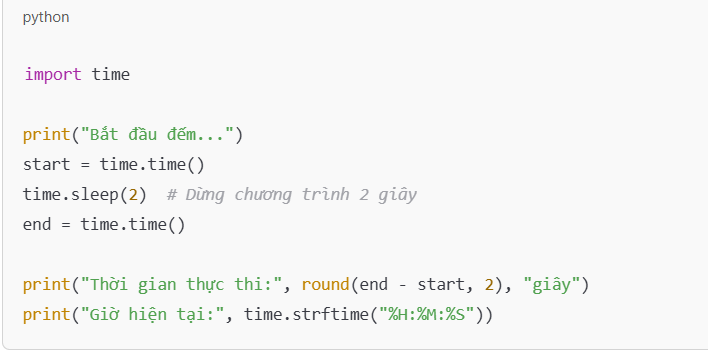 python
import time
print("Bắt đầu đếm...")
start = time.time()
time.sleep(2)  # Dừng chương trình 2 giây
end = time.time()
print("Thời gian thực thi:", round(end - start, 2), "giây")
print("Giờ hiện tại:", time.strftime("%H:%M:%S"))